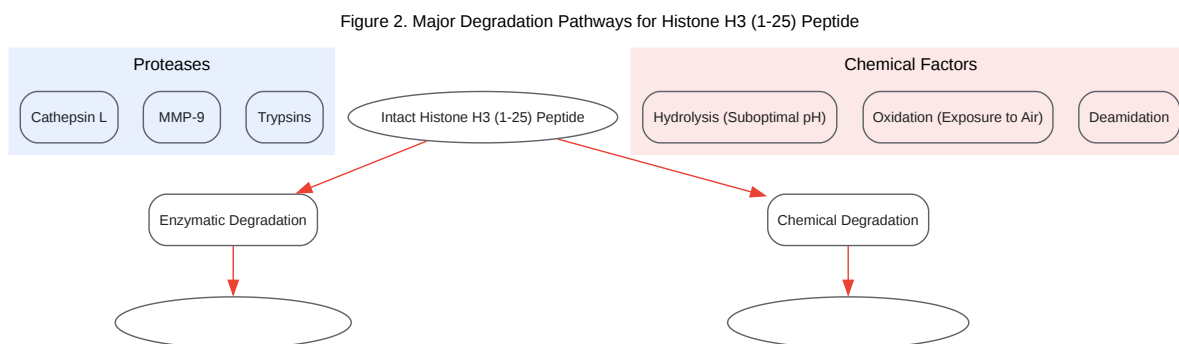 Figure 2. Major Degradation Pathways for Histone H3 (1-25) Peptide
Proteases
Chemical Factors
Cathepsin L
MMP-9
Trypsins
Intact Histone H3 (1-25) Peptide
Hydrolysis (Suboptimal pH)
Oxidation (Exposure to Air)
Deamidation
Enzymatic Degradation
Chemical Degradation